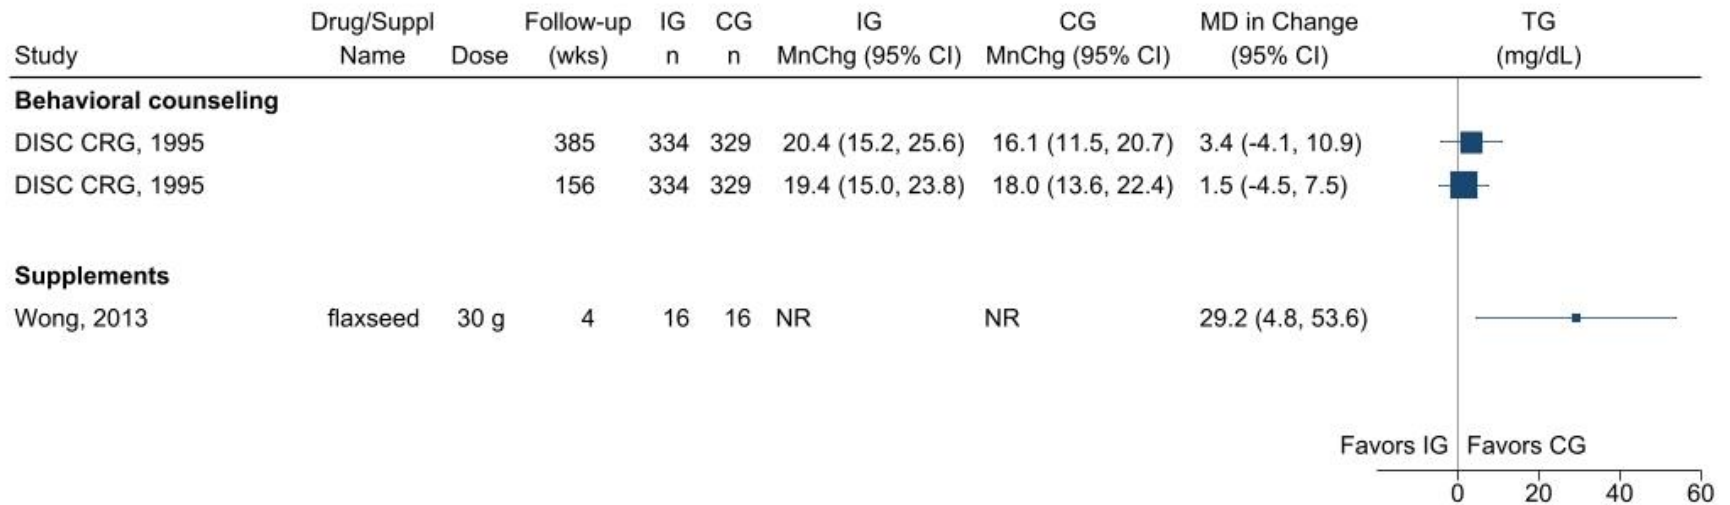 Drug/Suppl Follow-up IG CG IG CG MD in Change TG
Study Name Dose (wks) n n MnChg (95% CI) MnChg (95% CI) (95% CI) (mg/dL)
Behavioral counseling
DISC CRG, 1995 385 334 329 20.4 (15.2, 25.6) 16.1 (11.5, 20.7) 3.4 (-4.1, 10.9)
DISC CRG, 1995 156 334 329 19.4 (15.0, 23.8) 18.0 (13.6, 22.4) 1.5 (-4.5, 7.5)
Supplements
Wong, 2013 flaxseed 30 g 4 16 16 NR NR 29.2 (4.8, 53.6)
Favors IG Favors CG
0 20 40 60